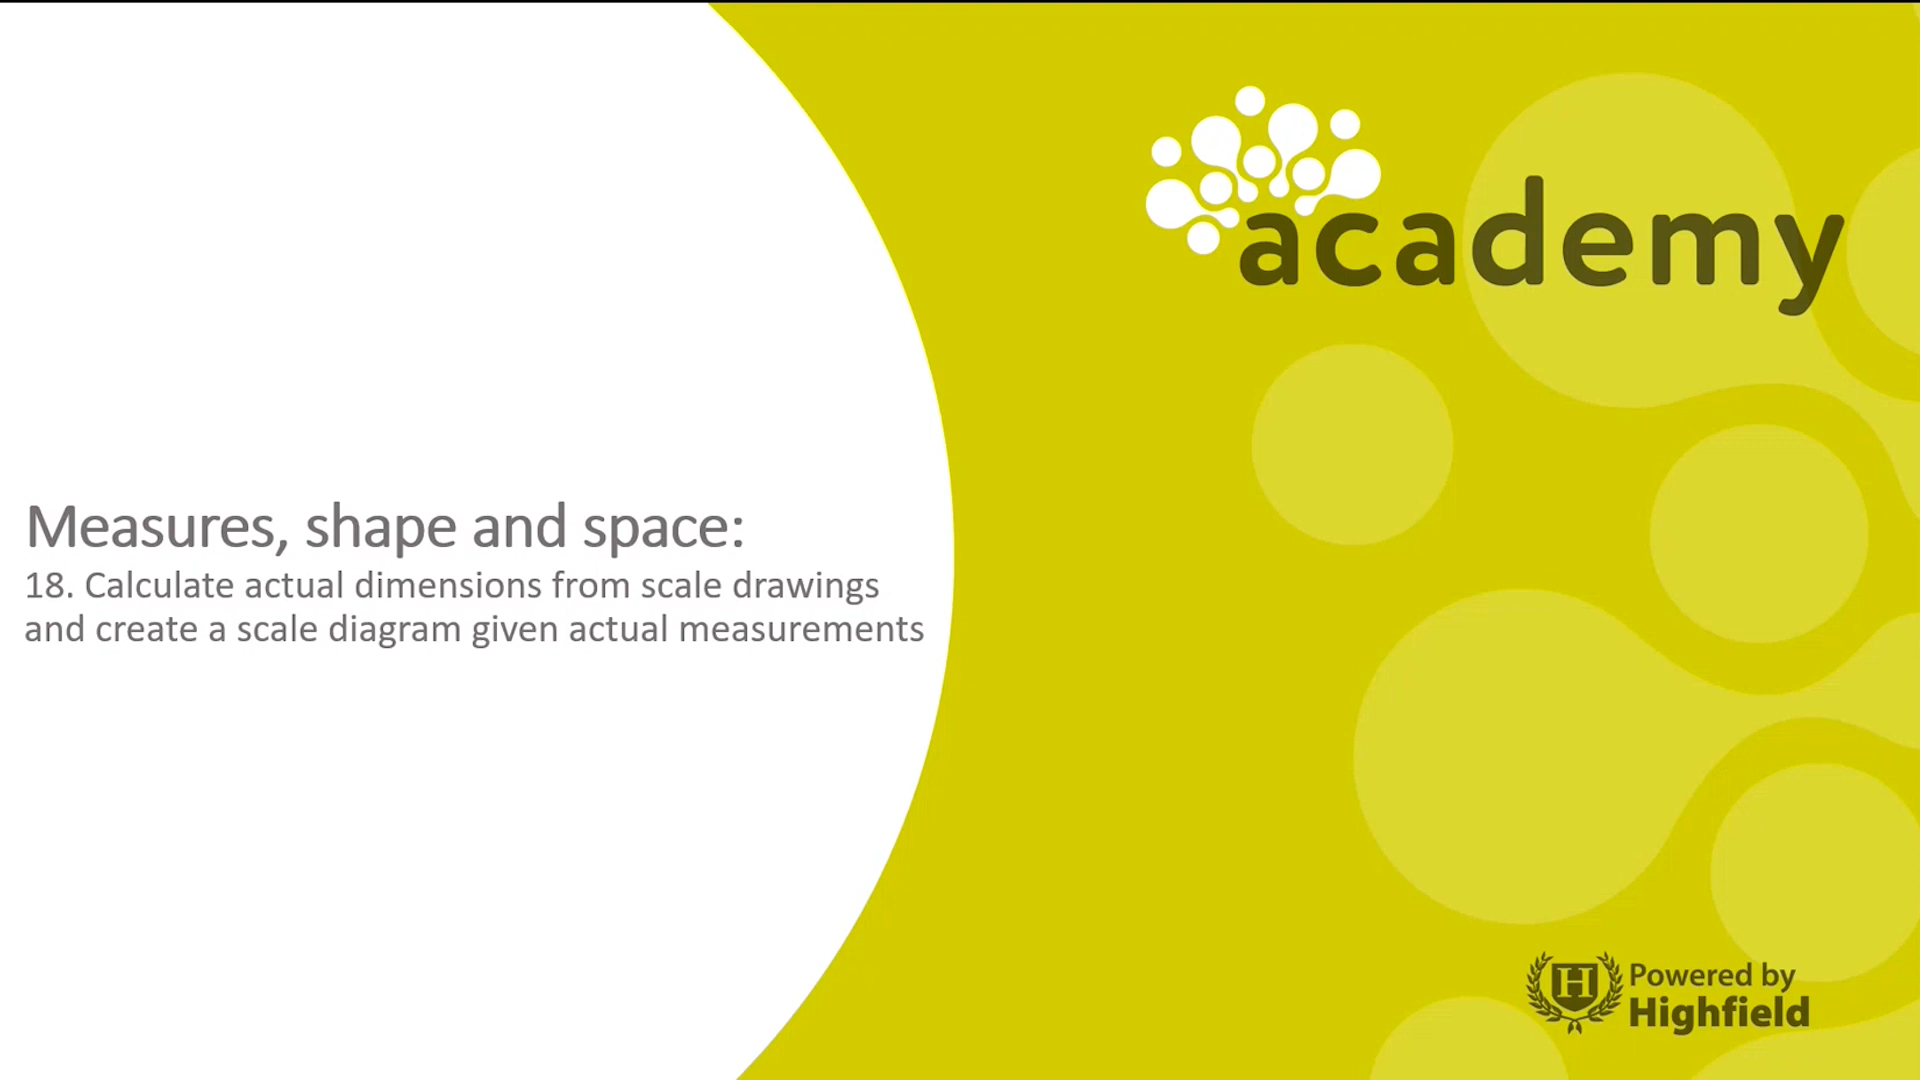 academy
Measures, shape and space:
18. Calculate actual dimensions from scale drawings
and create a scale diagram given actual measurements
H
Powered by
Highfield